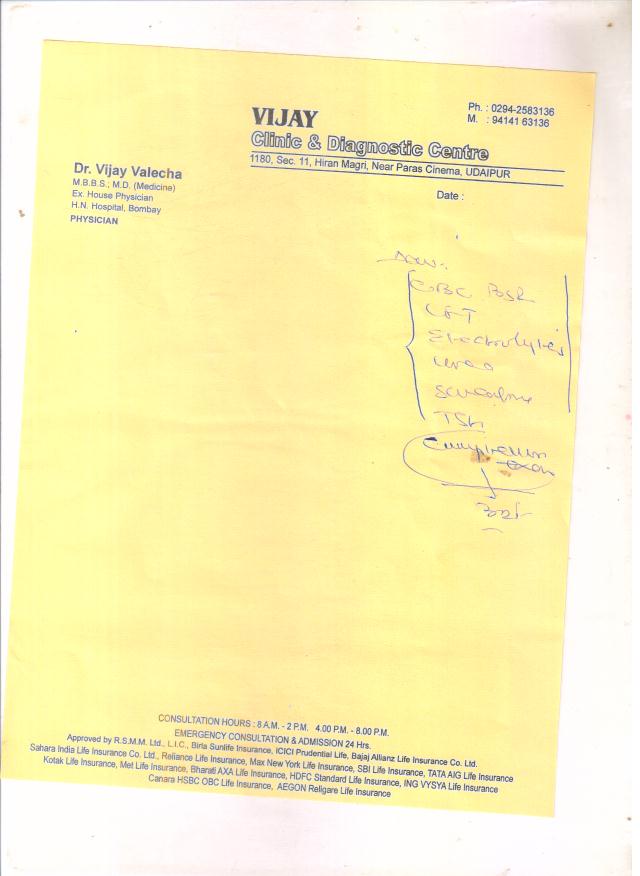 VIJAY
Clinic & Diagnostic Centre
1180, Sec. 11, Hiran Magri, Near Paras Cinema, UDAIPUR
Ph. : 0294-2583136
M. : 94141 63136
Dr. Vijay Valecha
M.B.B.S.; M.D. (Medicine)
Ex. House Physician
H.N. Hospital, Bombay
PHYSICIAN
Date :
CBC
Electrolytes
Urea
TSH
CONSULTATION HOURS : 8 A.M. - 2 P.M. 4.00 P.M. - 8.00 P.M.
EMERGENCY CONSULTATION & ADMISSION 24 Hrs.
Approved by R.S.M.M. Ltd., L.I.C., Birla Sunlife Insurance, ICICI Prudential Life, Bajaj Allianz Life Insurance Co. Ltd.
Sahara India Life Insurance Co. Ltd., Reliance Life Insurance, Max New York Life Insurance, SBI Life Insurance, TATA AIG Life Insurance
Kotak Life Insurance, Met Life Insurance, Bharati AXA Life Insurance, HDFC Standard Life Insurance, ING VYSYA Life Insurance
Canara HSBC OBC Life Insurance, AEGON Religare Life Insurance